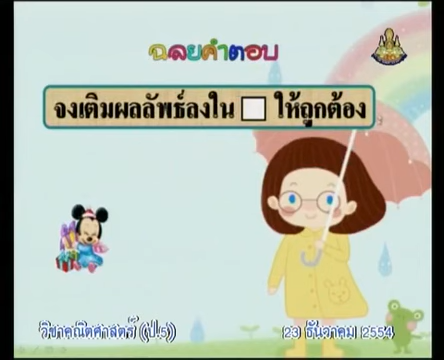 ฉลยคำตอบ
จงเติมผลลัพธ์ลงใน □ ให้ถูกต้อง
วิชาคณิตศาสตร์ (ป.5)
23 ธันวาคม 2554